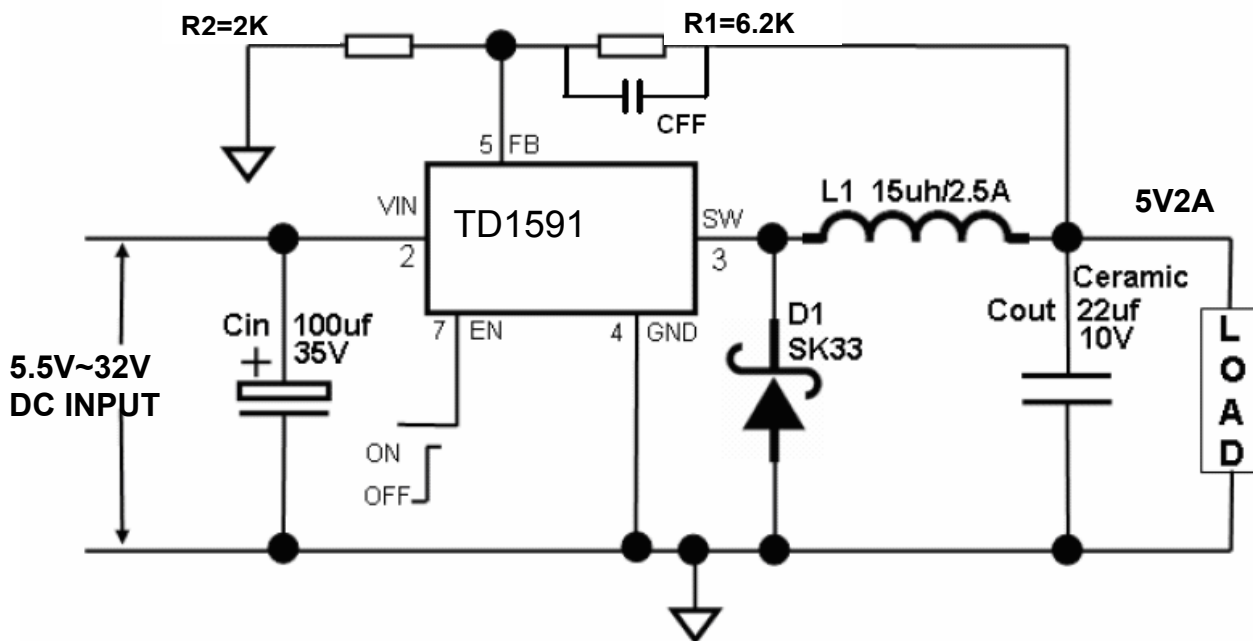 R2=2K
R1=6.2K
CFF
5 FB
L1 15uh/2.5A
5V2A
VIN
TD1591
SW
2
3
Ceramic
Cin 100uf
35V
+
7 EN
4 GND
D1
SK33
Cout 22uf
10V
5.5V~32V
DC INPUT
ON
OFF
L
O
A
D